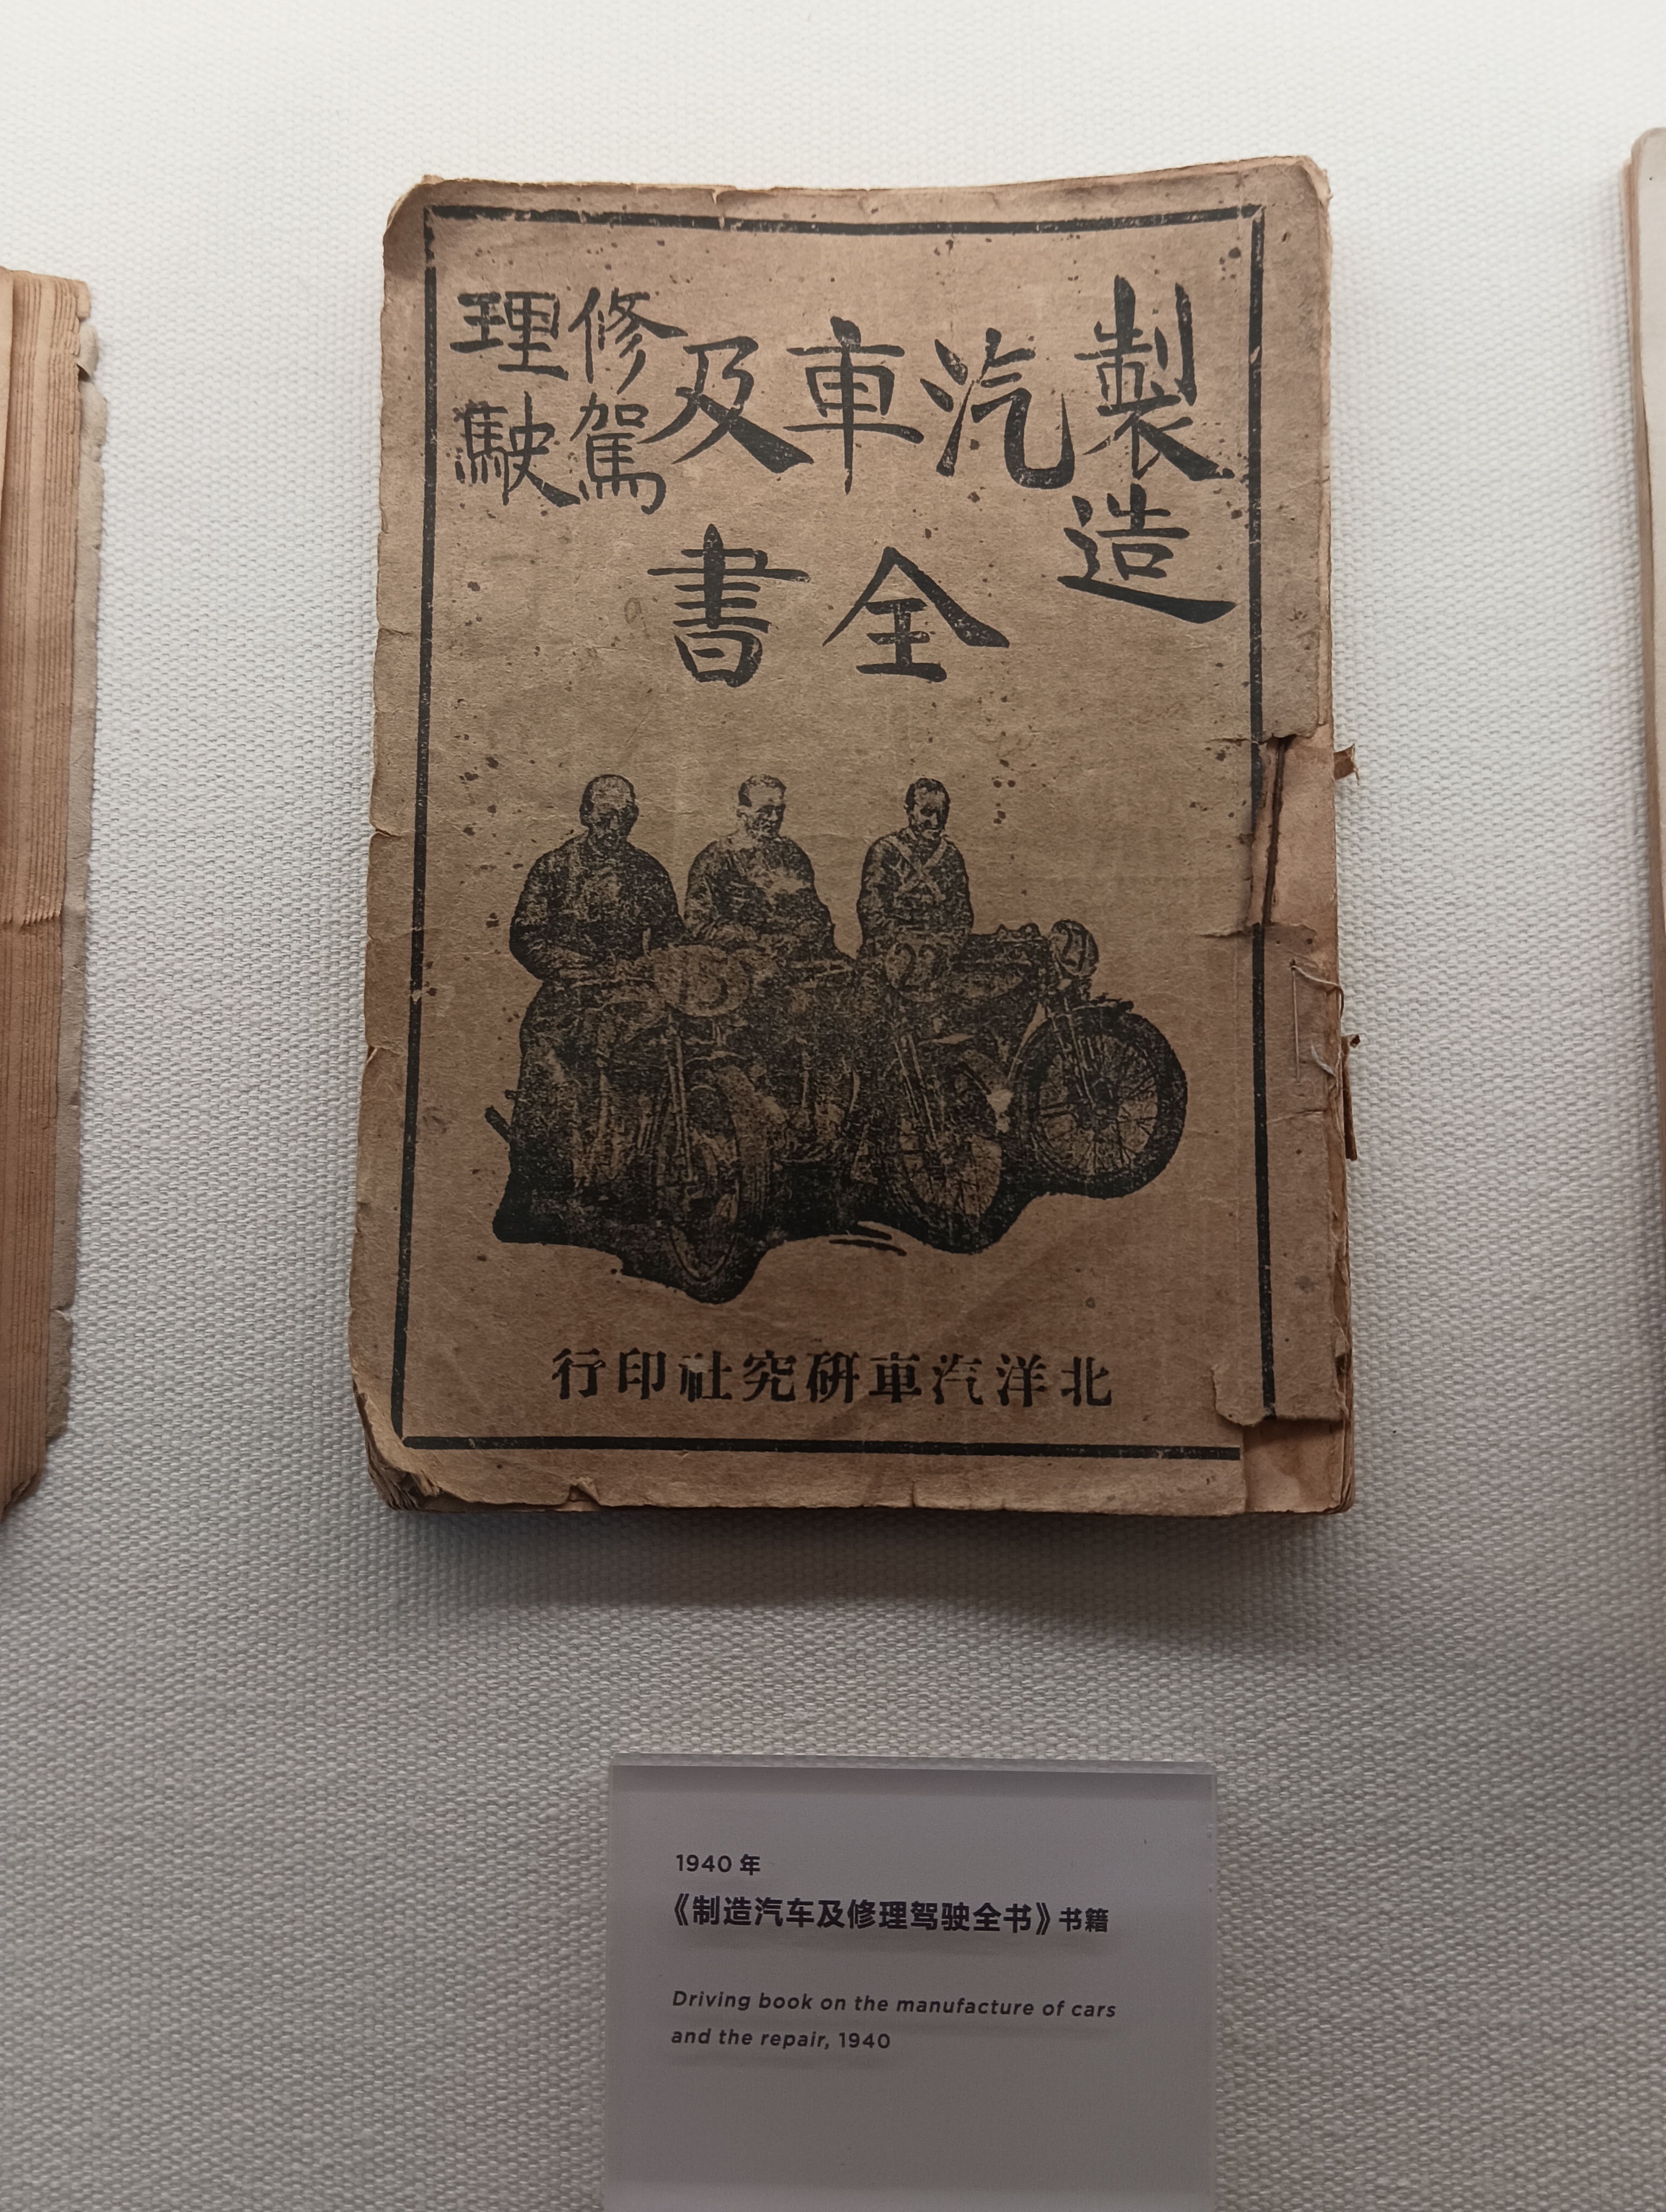 製造汽車及修理駕駛
全書
15
22
北洋汽車研究社印行
1940 年
《制造汽车及修理驾驶全书》书籍
Driving book on the manufacture of cars
and the repair, 1940